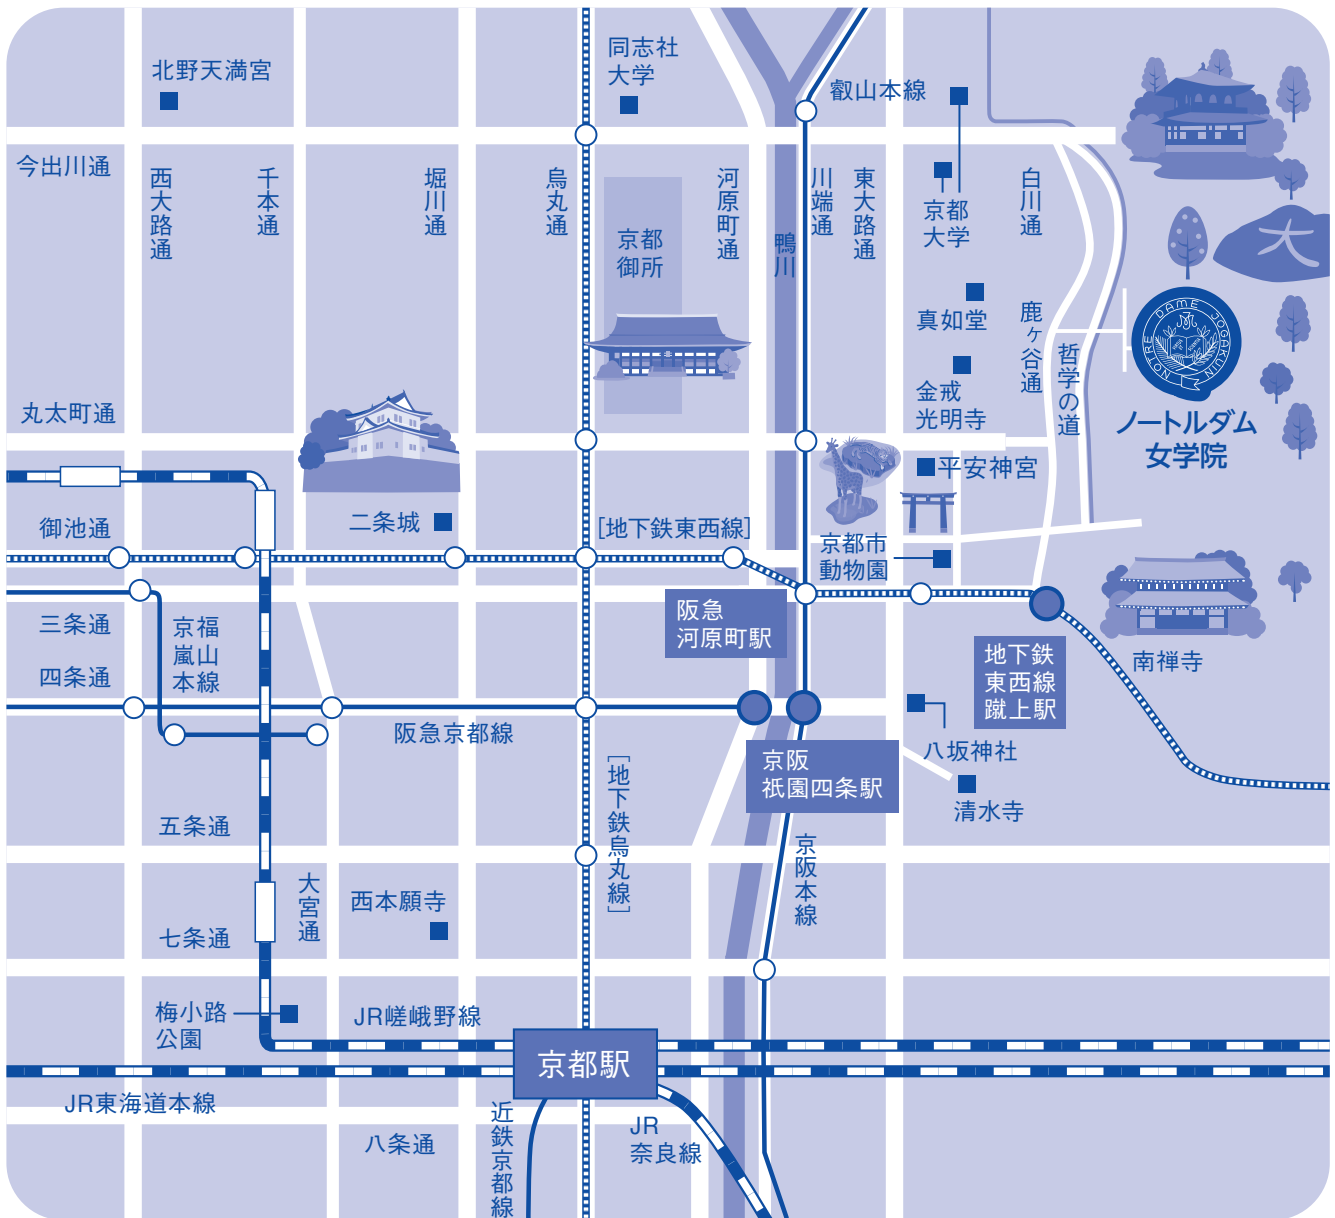 北野天満宮
同志社
大学
叡山本線
今出川通
西大路通
千本通
堀川通
烏丸通
河原町通
川端通
東大路通
白川通
京都
大学
京都
御所
鴨川
真如堂
鹿ヶ谷通
哲学の道
金戒
光明寺
NOTRE DAME JOGAKUIN
ノートルダム
女学院
丸太町通
平安神宮
御池通
二条城
[地下鉄東西線]
京都市
動物園
三条通
京福
嵐山
本線
阪急
河原町駅
地下鉄
東西線
蹴上駅
南禅寺
四条通
阪急京都線
京阪
祇園四条駅
八坂神社
清水寺
[地下鉄烏丸線]
五条通
京阪本線
大宮通
西本願寺
七条通
梅小路
公園
JR嵯峨野線
京都駅
JR東海道本線
近鉄京都線
JR
奈良線
八条通
大